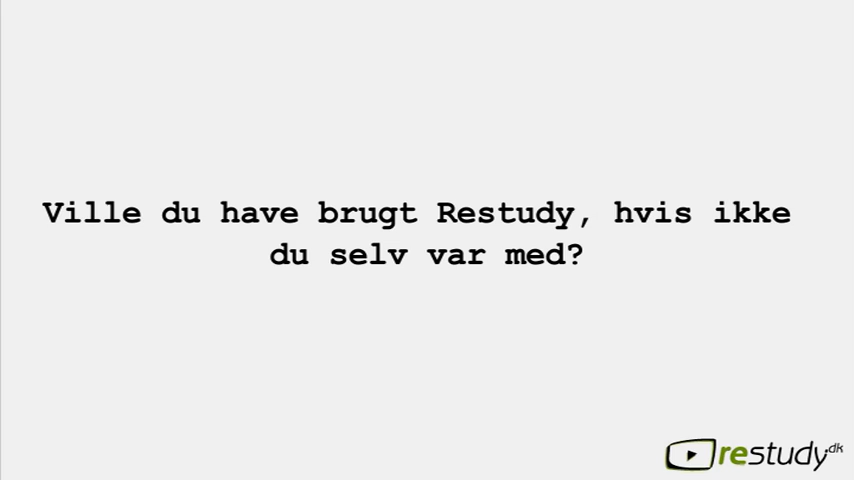 Ville du have brugt Restudy, hvis ikke
du selv var med?
restudy.dk